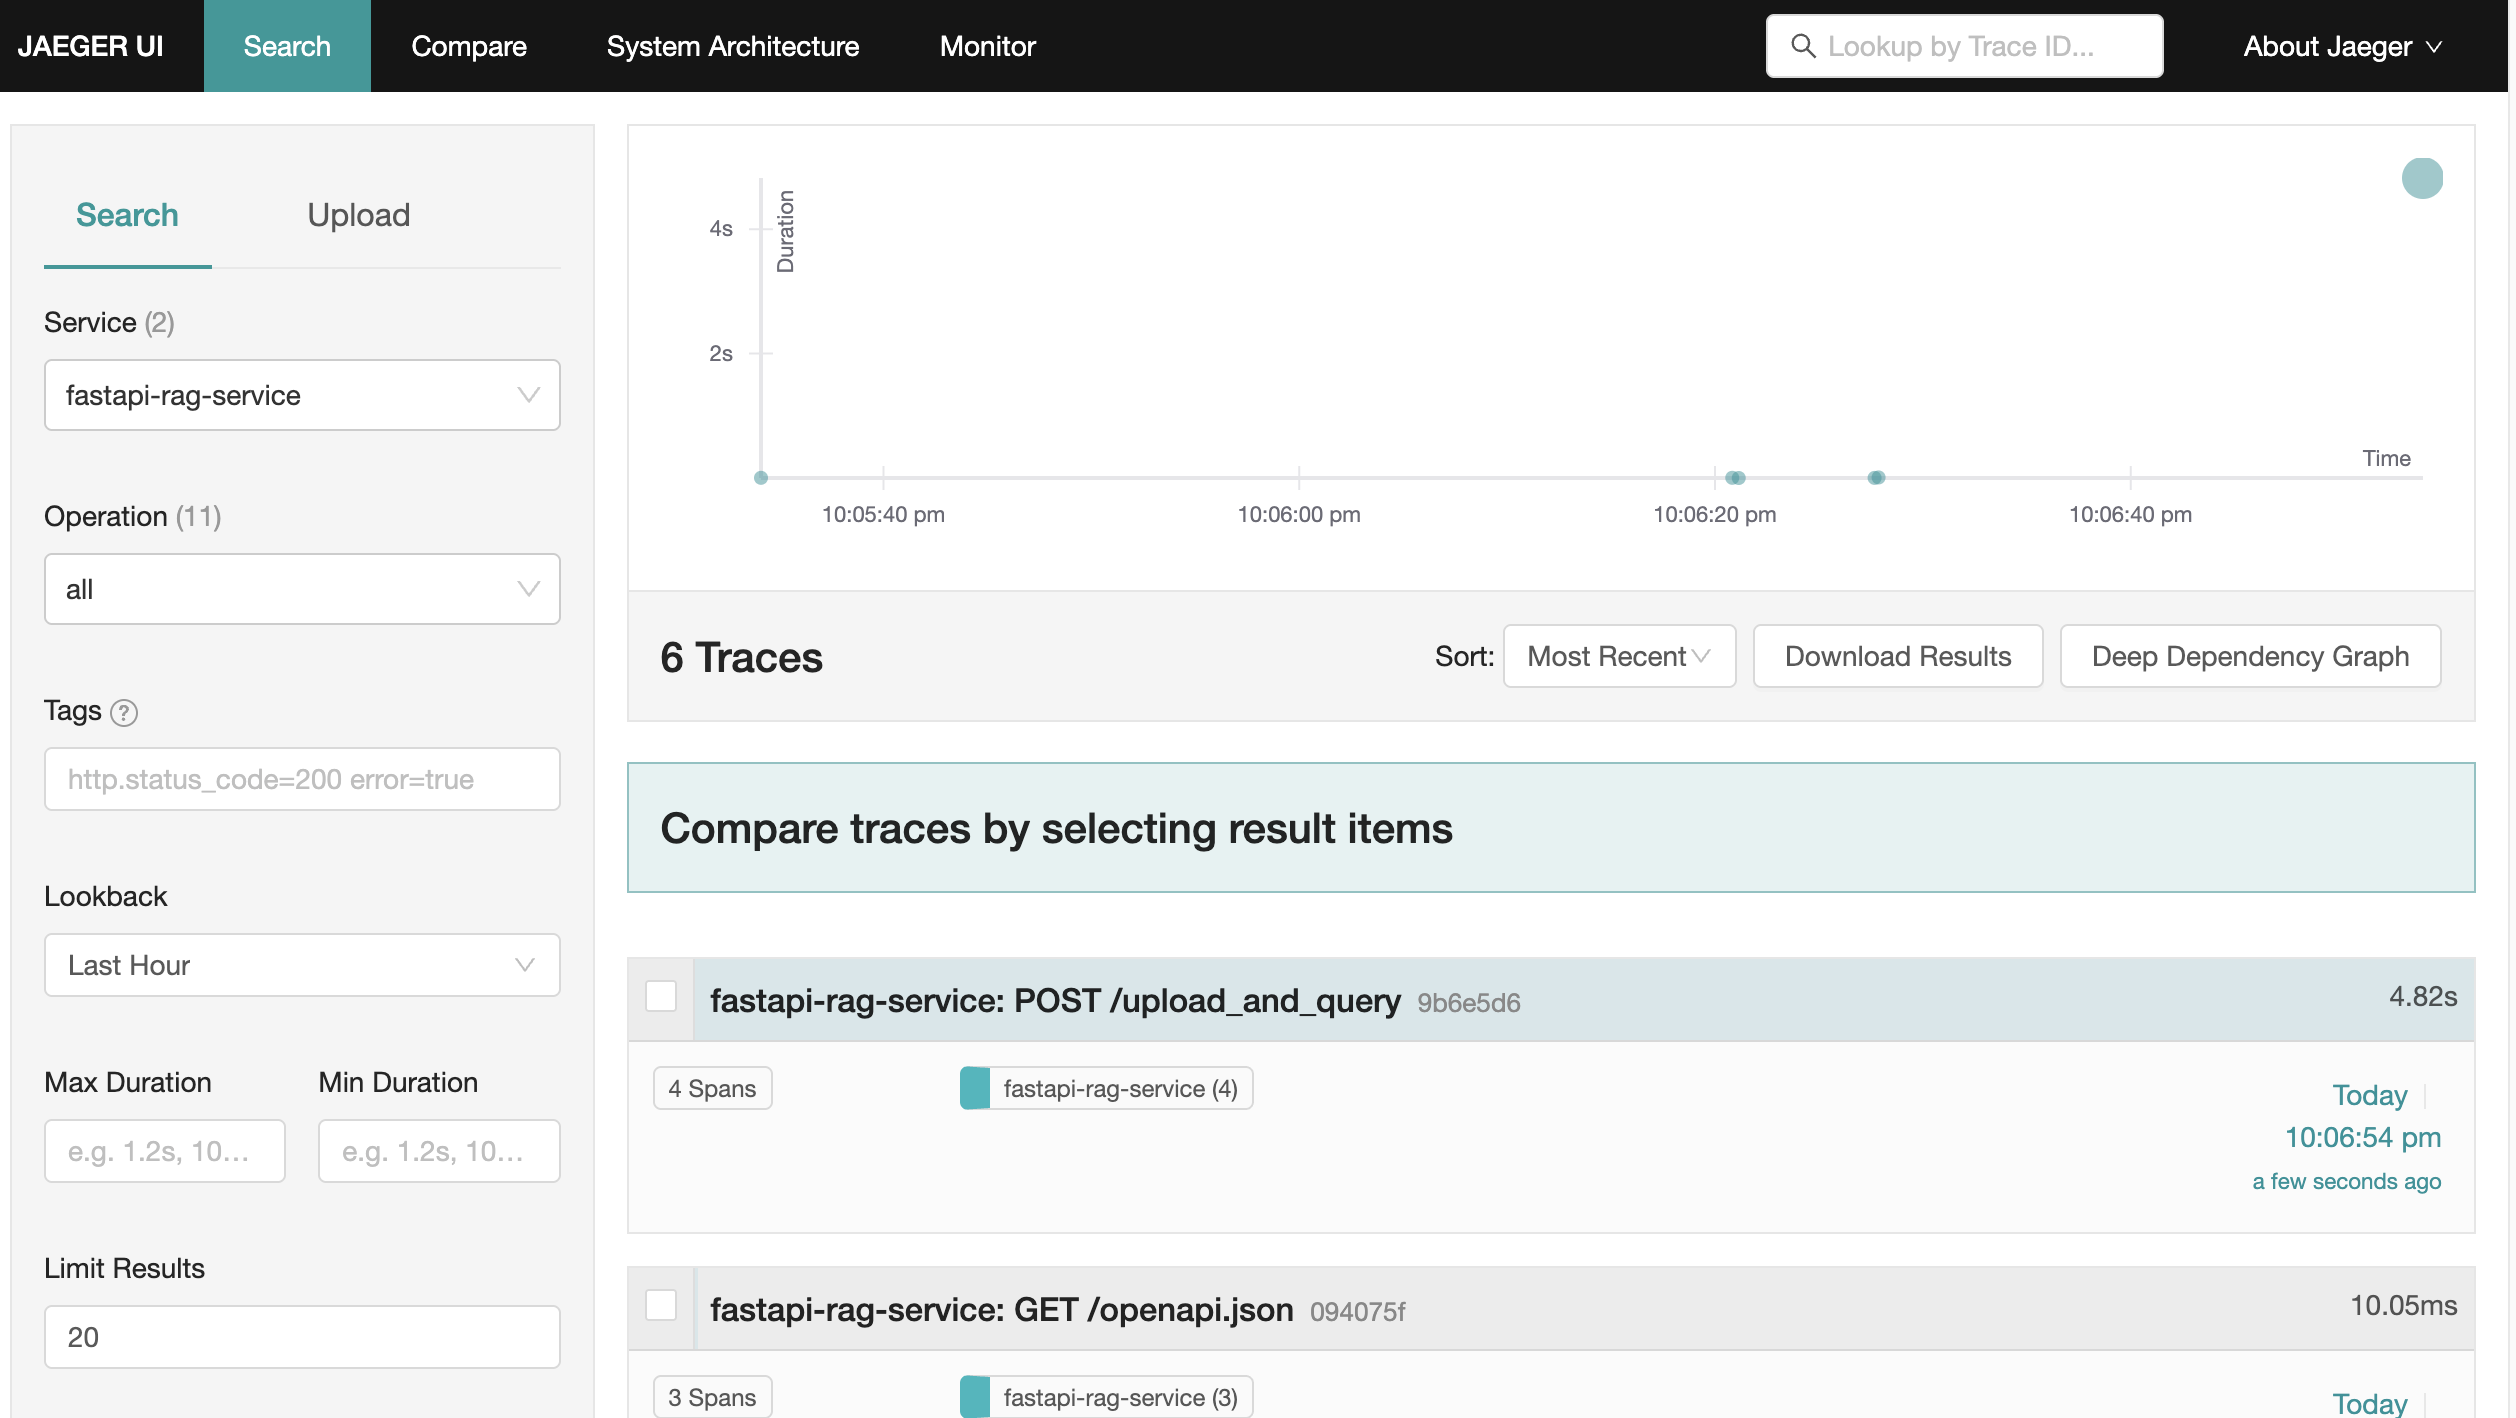 JAEGER UI
Search
Compare
System Architecture
Monitor
Lookup by Trace ID...
About Jaeger
Search
Upload
Service (2)
fastapi-rag-service
Operation (11)
all
Tags ?
http.status_code=200 error=true
Lookback
Last Hour
Max Duration
Min Duration
e.g. 1.2s, 10...
e.g. 1.2s, 10...
Limit Results
20
Duration
4s
2s
Time
10:05:40 pm
10:06:00 pm
10:06:20 pm
10:06:40 pm
6 Traces
Sort:
Most Recent
Download Results
Deep Dependency Graph
Compare traces by selecting result items
fastapi-rag-service: POST /upload_and_query 9b6e5d6
4.82s
4 Spans
fastapi-rag-service (4)
Today
10:06:54 pm
a few seconds ago
fastapi-rag-service: GET /openapi.json 094075f
10.05ms
3 Spans
fastapi-rag-service (3)
Today